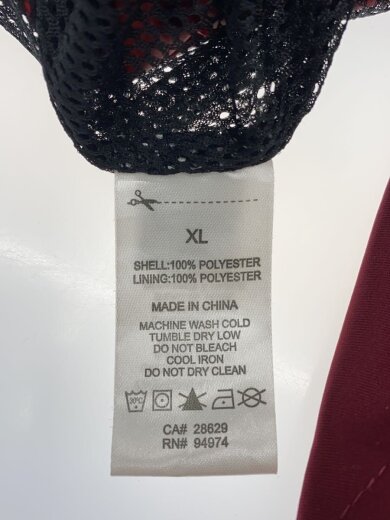 XL
SHELL:100% POLYESTER
LINING:100% POLYESTER
MADE IN CHINA
MACHINE WASH COLD
TUMBLE DRY LOW
DO NOT BLEACH
COOL IRON
DO NOT DRY CLEAN
30°C
CA# 28629
RN# 94974